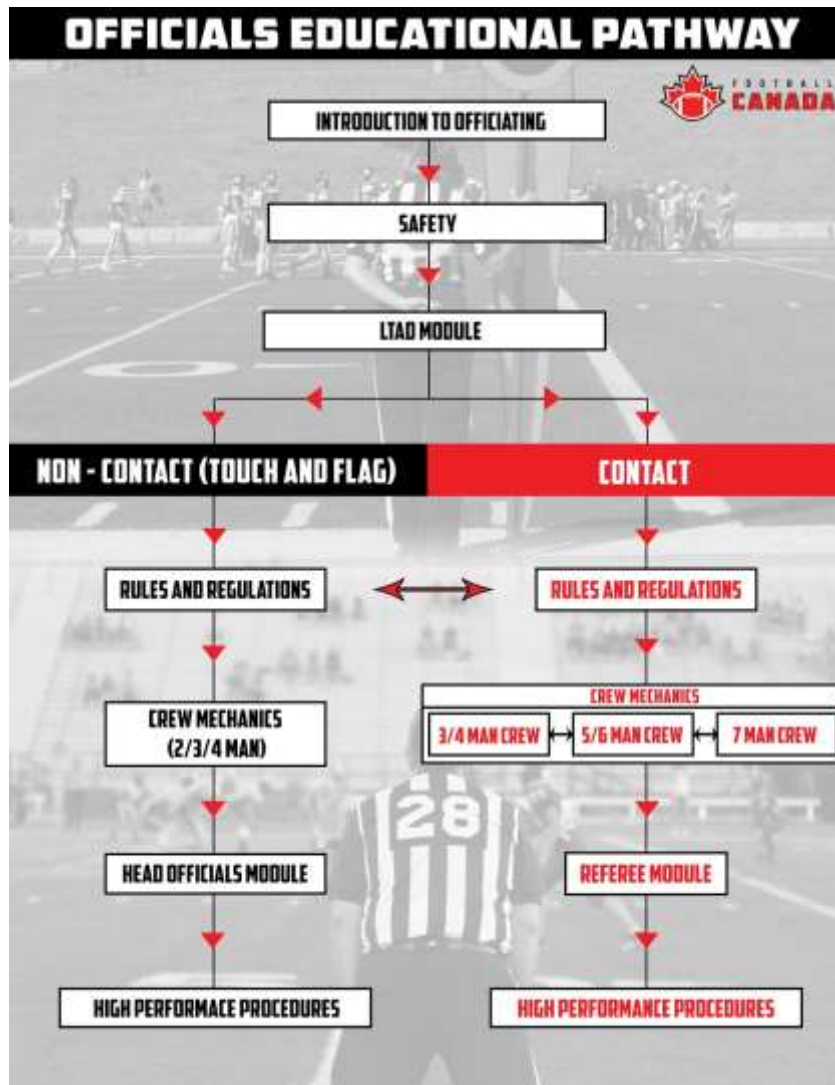 OFFICIALS EDUCATIONAL PATHWAY
FOOTBALL
CANADA
INTRODUCTION TO OFFICIATING
SAFETY
LTAD MODULE
NON - CONTACT (TOUCH AND FLAG)
CONTACT
RULES AND REGULATIONS
RULES AND REGULATIONS
CREW MECHANICS
(2/3/4 MAN)
CREW MECHANICS
3/4 MAN CREW
5/6 MAN CREW
7 MAN CREW
28
HEAD OFFICIALS MODULE
REFEREE MODULE
HIGH PERFORMACE PROCEDURES
HIGH PERFORMANCE PROCEDURES